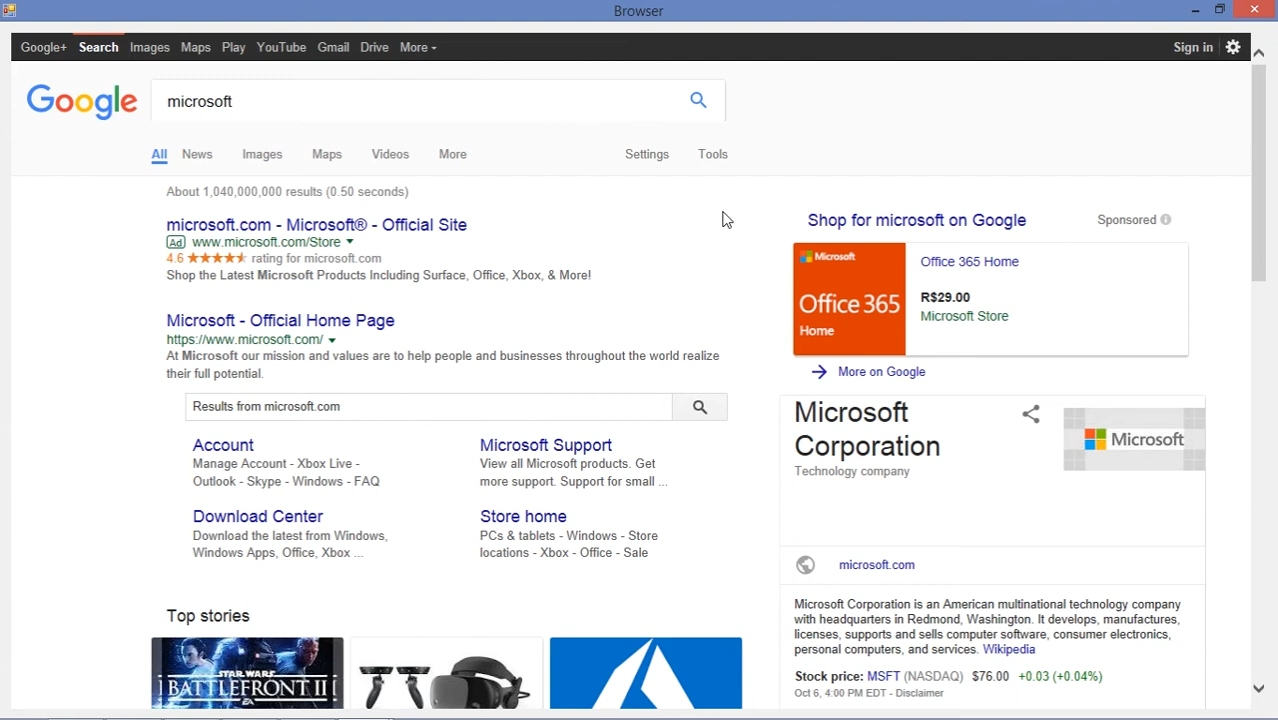 Browser
Google+ Search Images Maps Play YouTube Gmail Drive More
Sign in
Google
microsoft
All News Images Maps Videos More Settings Tools
About 1,040,000,000 results (0.50 seconds)
microsoft.com - Microsoft® - Official Site
Ad www.microsoft.com/Store
4.6 rating for microsoft.com
Shop the Latest Microsoft Products Including Surface, Office, Xbox, & More!
Microsoft - Official Home Page
https://www.microsoft.com/
At Microsoft our mission and values are to help people and businesses throughout the world realize
their full potential.
Results from microsoft.com
Account
Manage Account - Xbox Live -
Outlook - Skype - Windows - FAQ
Microsoft Support
View all Microsoft products. Get
more support. Support for small ...
Download Center
Download the latest from Windows,
Windows Apps, Office, Xbox ...
Store home
PCs & tablets - Windows - Store
locations - Xbox - Office - Sale
Top stories
STAR WARS
BATTLEFRONT II
EA
Shop for microsoft on Google
Sponsored
Microsoft
Office 365
Home
Office 365 Home
R$29.00
Microsoft Store
More on Google
Microsoft
Corporation
Technology company
Microsoft
microsoft.com
Microsoft Corporation is an American multinational technology company
with headquarters in Redmond, Washington. It develops, manufactures,
licenses, supports and sells computer software, consumer electronics,
personal computers, and services. Wikipedia
Stock price: MSFT (NASDAQ) $76.00 +0.03 (+0.04%)
Oct 6, 4:00 PM EDT - Disclaimer